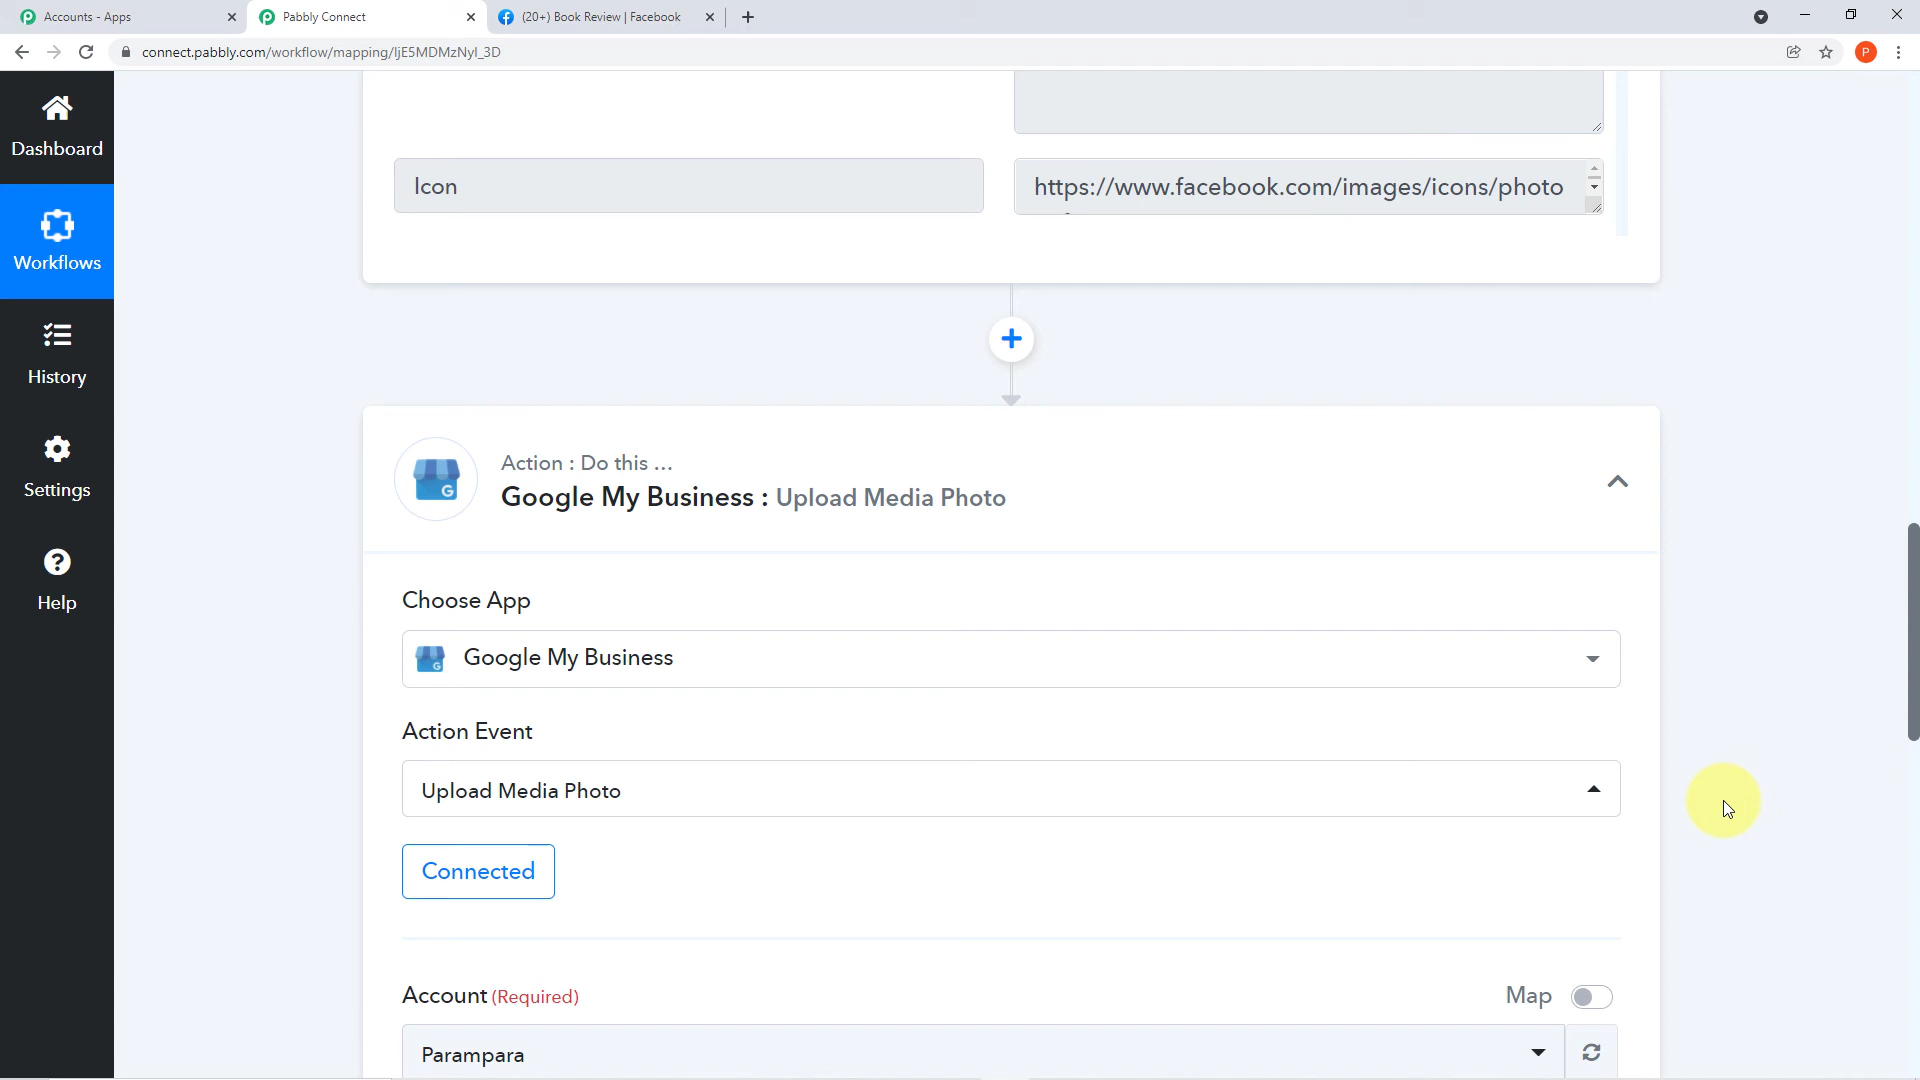 Accounts - Apps
Pabbly Connect
(20+) Book Review | Facebook
connect.pabbly.com/workflow/mapping/IjE5MDMzNyI_3D
P
Dashboard
Icon
https://www.facebook.com/images/icons/photo
Workflows
History
Settings
Action : Do this ...
Google My Business : Upload Media Photo
Help
Choose App
Google My Business
Action Event
Upload Media Photo
Connected
Account (Required)
Map
Parampara